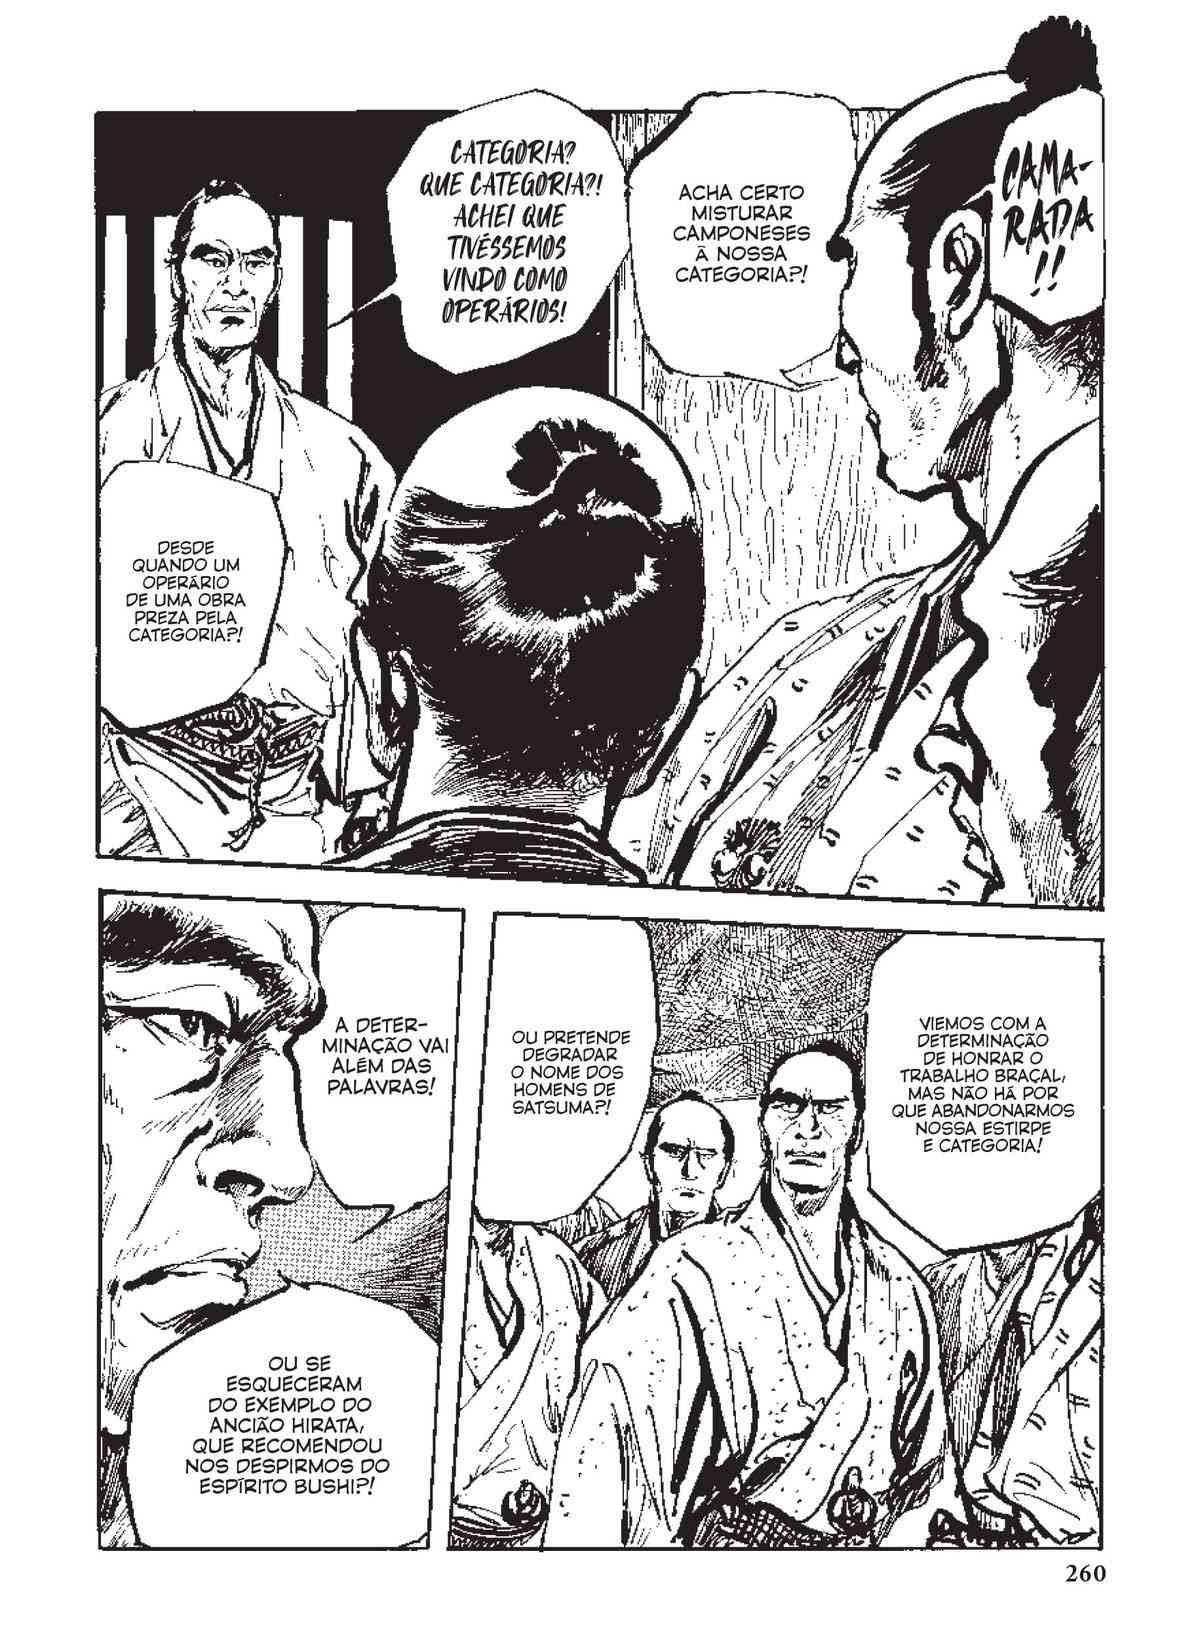 CAMA-
RADA
!!
ACHA CERTO
MISTURAR
CAMPONESES
À NOSSA
CATEGORIA?!
CATEGORIA?
QUE CATEGORIA?!
ACHEI QUE
TIVÉSSEMOS
VINDO COMO
OPERÁRIOS!
DESDE
QUANDO UM
OPERÁRIO
DE UMA OBRA
PREZA PELA
CATEGORIA?!
VIEMOS COM A
DETERMINAÇÃO
DE HONRAR O
TRABALHO BRAÇAL,
MAS NÃO HÁ POR
QUE ABANDONARMOS
NOSSA ESTIRPE
E CATEGORIA!
OU PRETENDE
DEGRADAR
O NOME DOS
HOMENS DE
SATSUMA?!
A DETER-
MINAÇÃO VAI
ALÉM DAS
PALAVRAS!
OU SE
ESQUECERAM
DO EXEMPLO DO
ANCIÃO HIRATA,
QUE RECOMENDOU
NOS DESPIRMOS DO
ESPÍRITO BUSHI?!
260